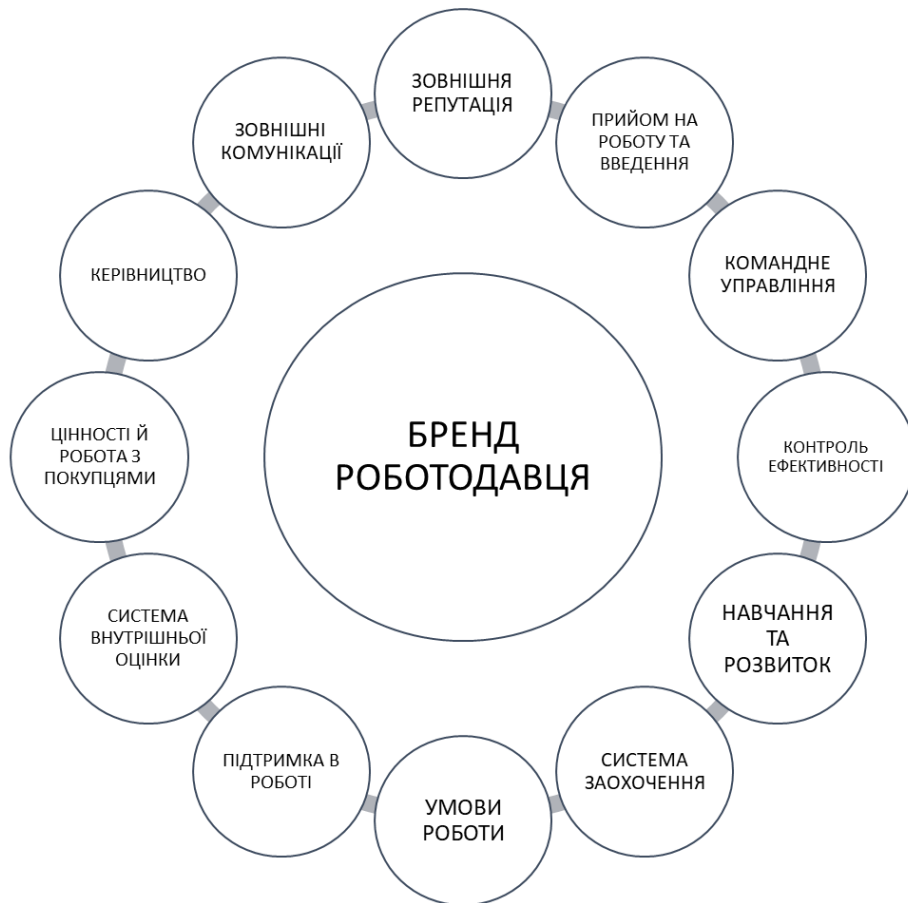 ЗОВНІШНЯ
РЕПУТАЦІЯ
ПРИЙОМ НА
РОБОТУ ТА
ВВЕДЕННЯ
КОМАНДНЕ
УПРАВЛІННЯ
КОНТРОЛЬ
ЕФЕКТИВНОСТІ
НАВЧАННЯ
ТА
РОЗВИТОК
СИСТЕМА
ЗАОХОЧЕННЯ
УМОВИ
РОБОТИ
ПІДТРИМКА В
РОБОТІ
СИСТЕМА
ВНУТРІШНЬОЇ
ОЦІНКИ
ЦІННОСТІ Й
РОБОТА З
ПОКУПЦЯМИ
КЕРІВНИЦТВО
ЗОВНІШНІ
КОМУНІКАЦІЇ
БРЕНД
РОБОТОДАВЦЯ